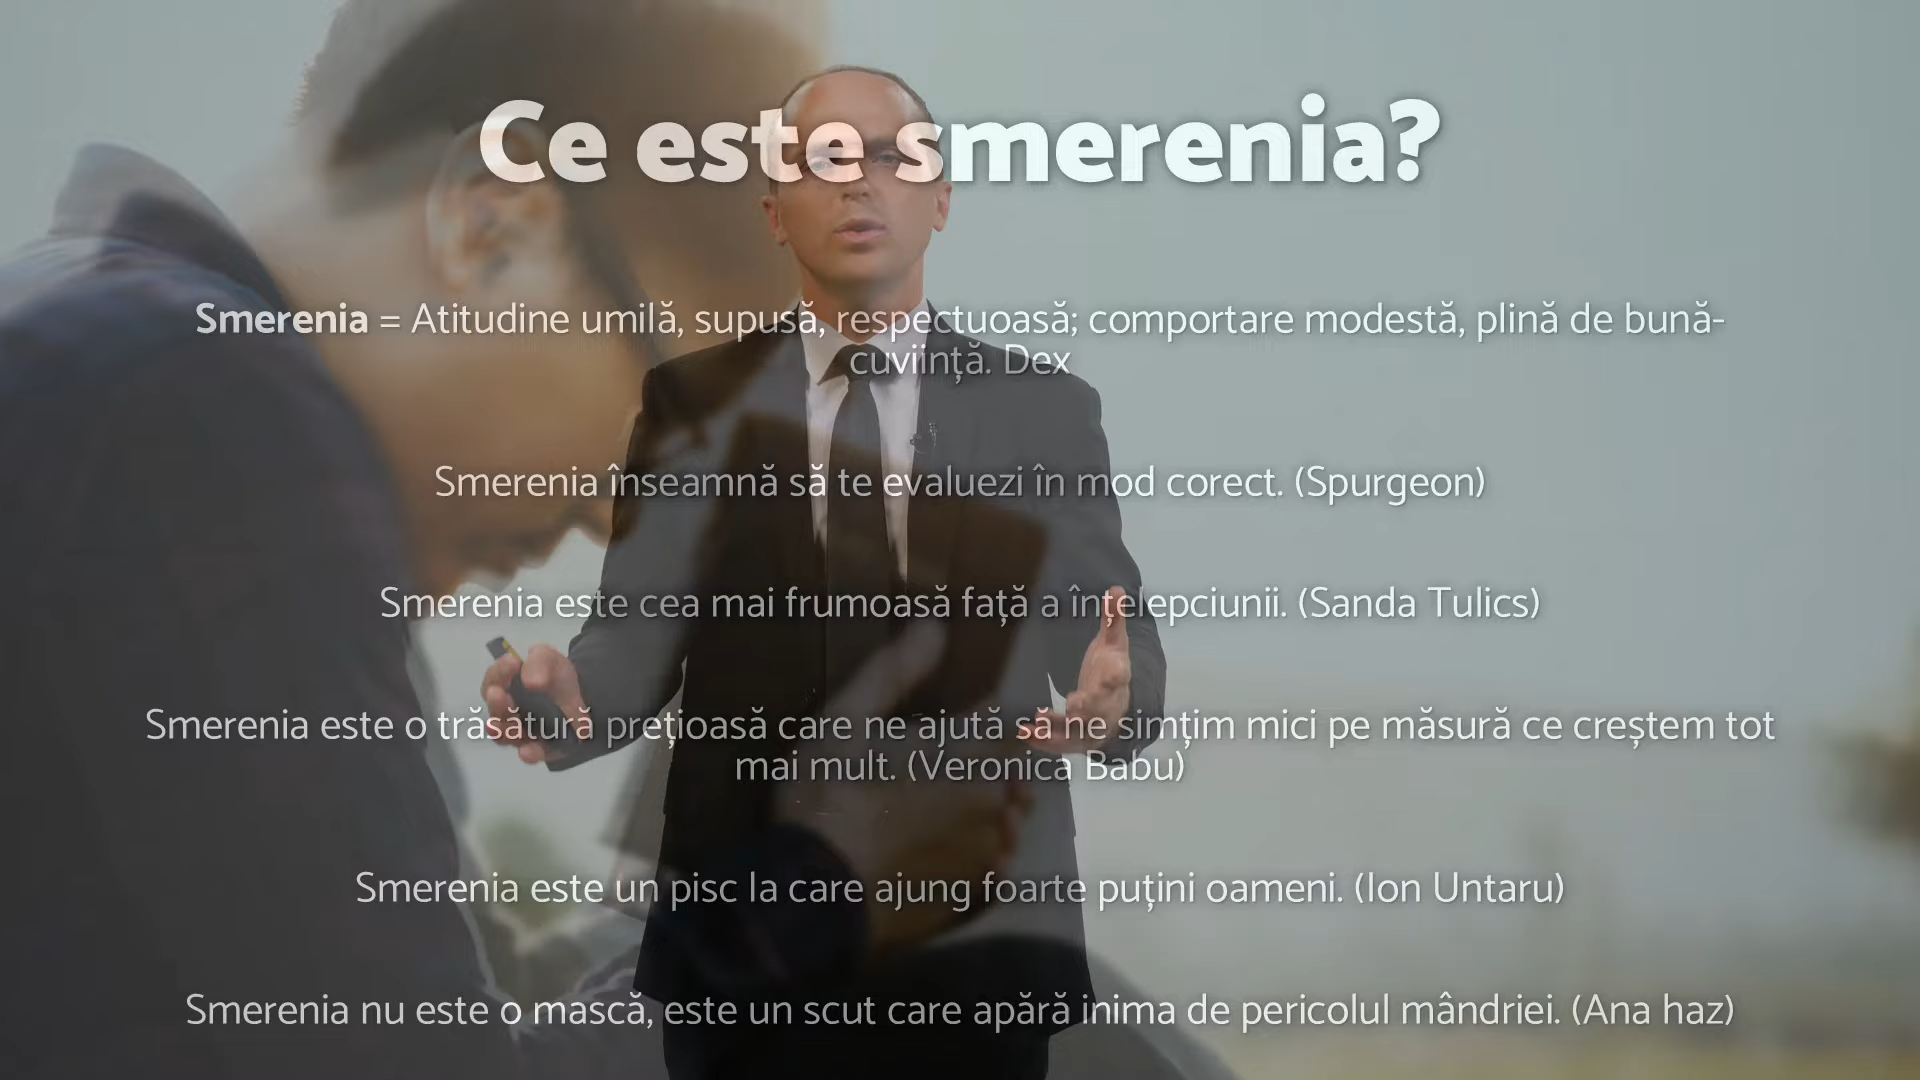 Ce este smerenia?
Smerenia = Atitudine umilă, supusă, respectuoasă; comportare modestă, plină de bună-
cuviință. Dex
Smerenia înseamnă să te evaluezi în mod corect. (Spurgeon)
Smerenia este cea mai frumoasă față a înțelepciunii. (Sanda Tulics)
Smerenia este o trăsătură prețioasă care ne ajută să ne simțim mici pe măsură ce creștem tot
mai mult. (Veronica Babu)
Smerenia este un pisc la care ajung foarte puțini oameni. (Ion Untaru)
Smerenia nu este o mască, este un scut care apără inima de pericolul mândriei. (Ana haz)